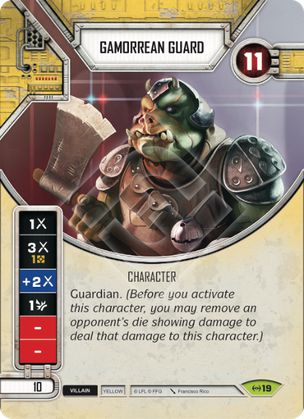 GAMORREAN GUARD
11
1
3
1
+2
1
–
–
CHARACTER
Guardian. (Before you activate
this character, you may remove an
opponent's die showing damage to
deal that damage to this character.)
10
VILLAIN
YELLOW
© LFL © FFG
Francisco Rico
19